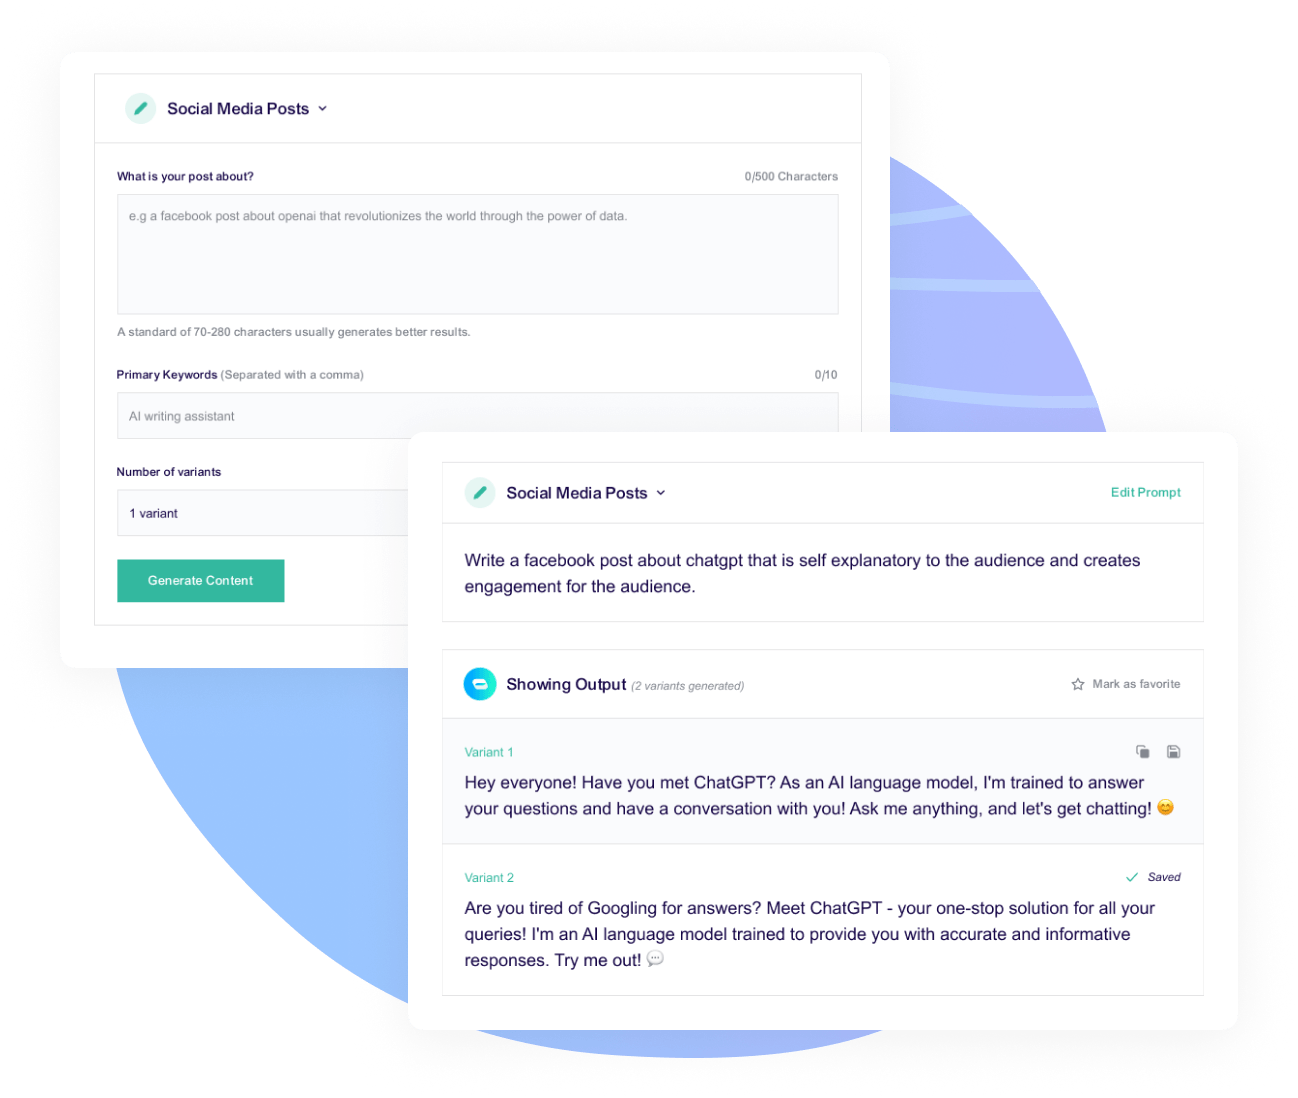 Social Media Posts
What is your post about?
0/500 Characters
e.g a facebook post about openai that revolutionizes the world through the power of data.
A standard of 70-280 characters usually generates better results.
Primary Keywords (Separated with a comma)
0/10
AI writing assistant
Number of variants
1 variant
Generate Content
Social Media Posts
Edit Prompt
Write a facebook post about chatgpt that is self explanatory to the audience and creates
engagement for the audience.
Showing Output (2 variants generated)
Mark as favorite
Variant 1
Hey everyone! Have you met ChatGPT? As an AI language model, I'm trained to answer
your questions and have a conversation with you! Ask me anything, and let's get chatting! 😊
Variant 2
Saved
Are you tired of Googling for answers? Meet ChatGPT - your one-stop solution for all your
queries! I'm an AI language model trained to provide you with accurate and informative
responses. Try me out! 💬